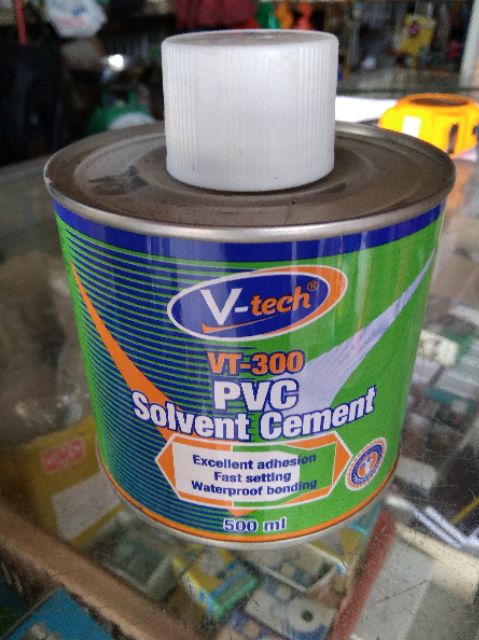 V-tech®
VT-300
PVC
Solvent Cement
Excellent adhesion
Fast setting
Waterproof bonding
500 ml